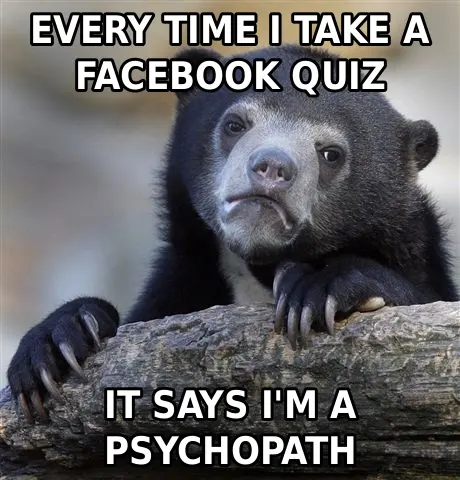 EVERY TIME I TAKE A
FACEBOOK QUIZ
IT SAYS I'M A
PSYCHOPATH